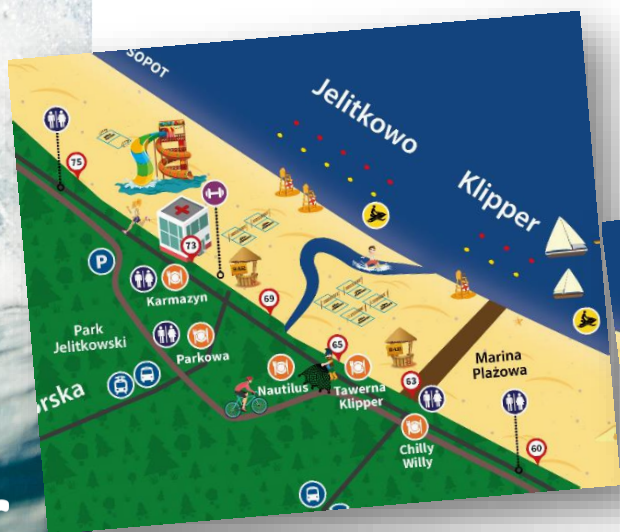 SOPOT
Jelitkowo
Klipper
75
73
P
Karmazyn
69
Park
Jelitkowski
Parkowa
65
Nautilus
Tawerna
Klipper
63
Marina
Plażowa
Chilly
Willy
60